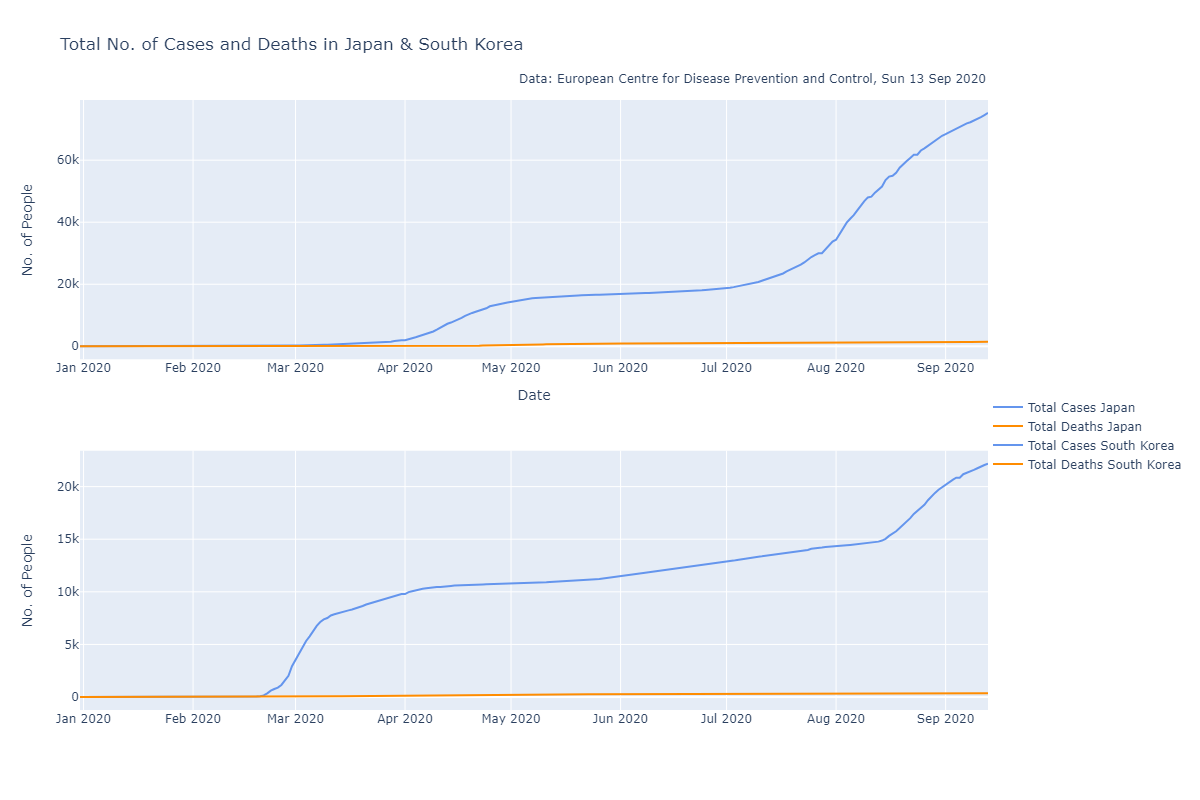 Total No. of Cases and Deaths in Japan & South Korea
Data: European Centre for Disease Prevention and Control, Sun 13 Sep 2020
No. of People
60k
40k
20k
0
Jan 2020 Feb 2020 Mar 2020 Apr 2020 May 2020 Jun 2020 Jul 2020 Aug 2020 Sep 2020
Date
Total Cases Japan
Total Deaths Japan
Total Cases South Korea
Total Deaths South Korea
No. of People
20k
15k
10k
5k
0
Jan 2020 Feb 2020 Mar 2020 Apr 2020 May 2020 Jun 2020 Jul 2020 Aug 2020 Sep 2020